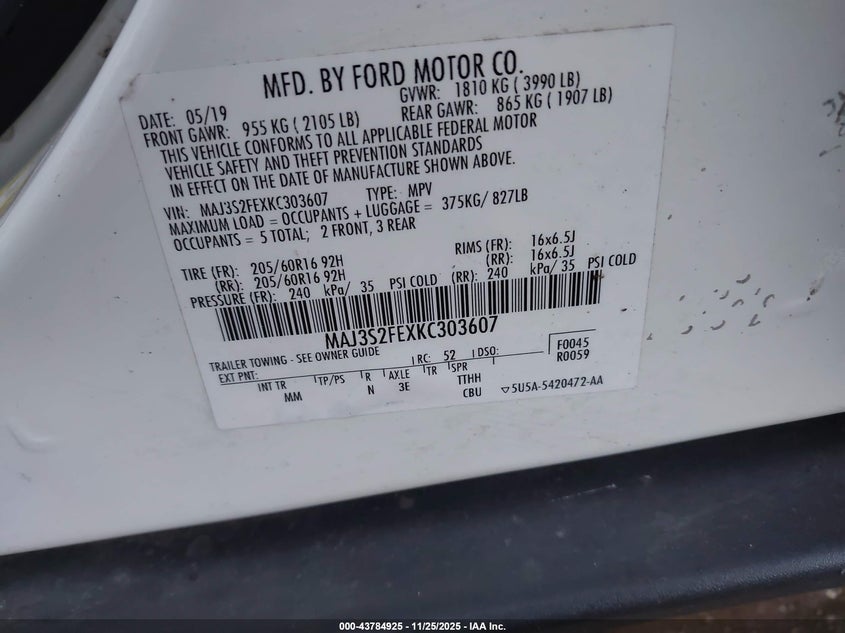 MFD. BY FORD MOTOR CO.
DATE: 05/19 GVWR: 1810 KG ( 3990 LB)
FRONT GAWR: 955 KG ( 2105 LB) REAR GAWR: 865 KG ( 1907 LB)
THIS VEHICLE CONFORMS TO ALL APPLICABLE FEDERAL MOTOR
VEHICLE SAFETY AND THEFT PREVENTION STANDARDS
IN EFFECT ON THE DATE OF MANUFACTURE SHOWN ABOVE.
VIN: MAJ3S2FEXKC303607 TYPE: MPV
MAXIMUM LOAD = OCCUPANTS + LUGGAGE = 375KG/ 827LB
OCCUPANTS = 5 TOTAL; 2 FRONT, 3 REAR
TIRE (FR): 205/60R16 92H RIMS (FR): 16x6.5J
(RR): 205/60R16 92H (RR): 16x6.5J
PRESSURE (FR): 240 kPa/ 35 PSI COLD (RR): 240 kPa/ 35 PSI COLD
MAJ3S2FEXKC303607
TRAILER TOWING - SEE OWNER GUIDE
EXT PNT: RC: 52 DSO: F0045
R0059
INT TR TP/PS R AXLE TR SPR
MM N 3E TTHH
CBU ▽5U5A-5420472-AA
000-43784925 - 11/25/2025 - IAA Inc.